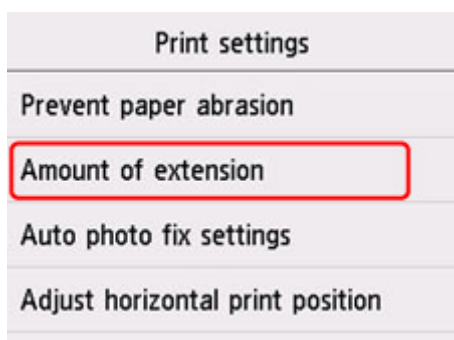 Print settings
Prevent paper abrasion
Amount of extension
Auto photo fix settings
Adjust horizontal print position